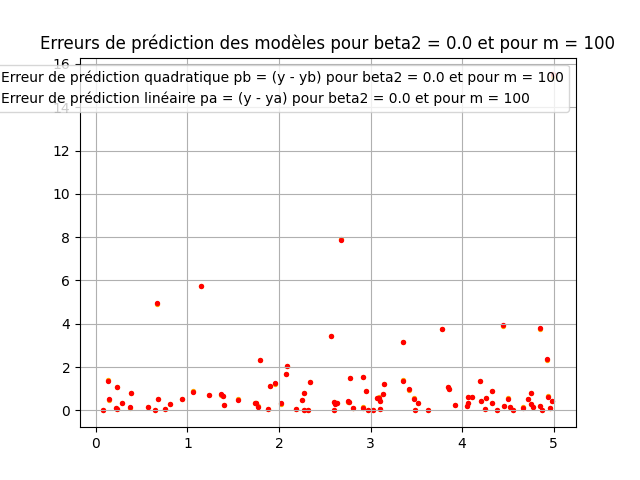 Erreurs de prédiction des modèles pour beta2 = 0.0 et pour m = 100
16
Erreur de prédiction quadratique pb = (y - yb) pour beta2 = 0.0 et pour m = 100
Erreur de prédiction linéaire pa = (y - ya) pour beta2 = 0.0 et pour m = 100
14
12
10
8
6
4
2
0
0 1 2 3 4 5